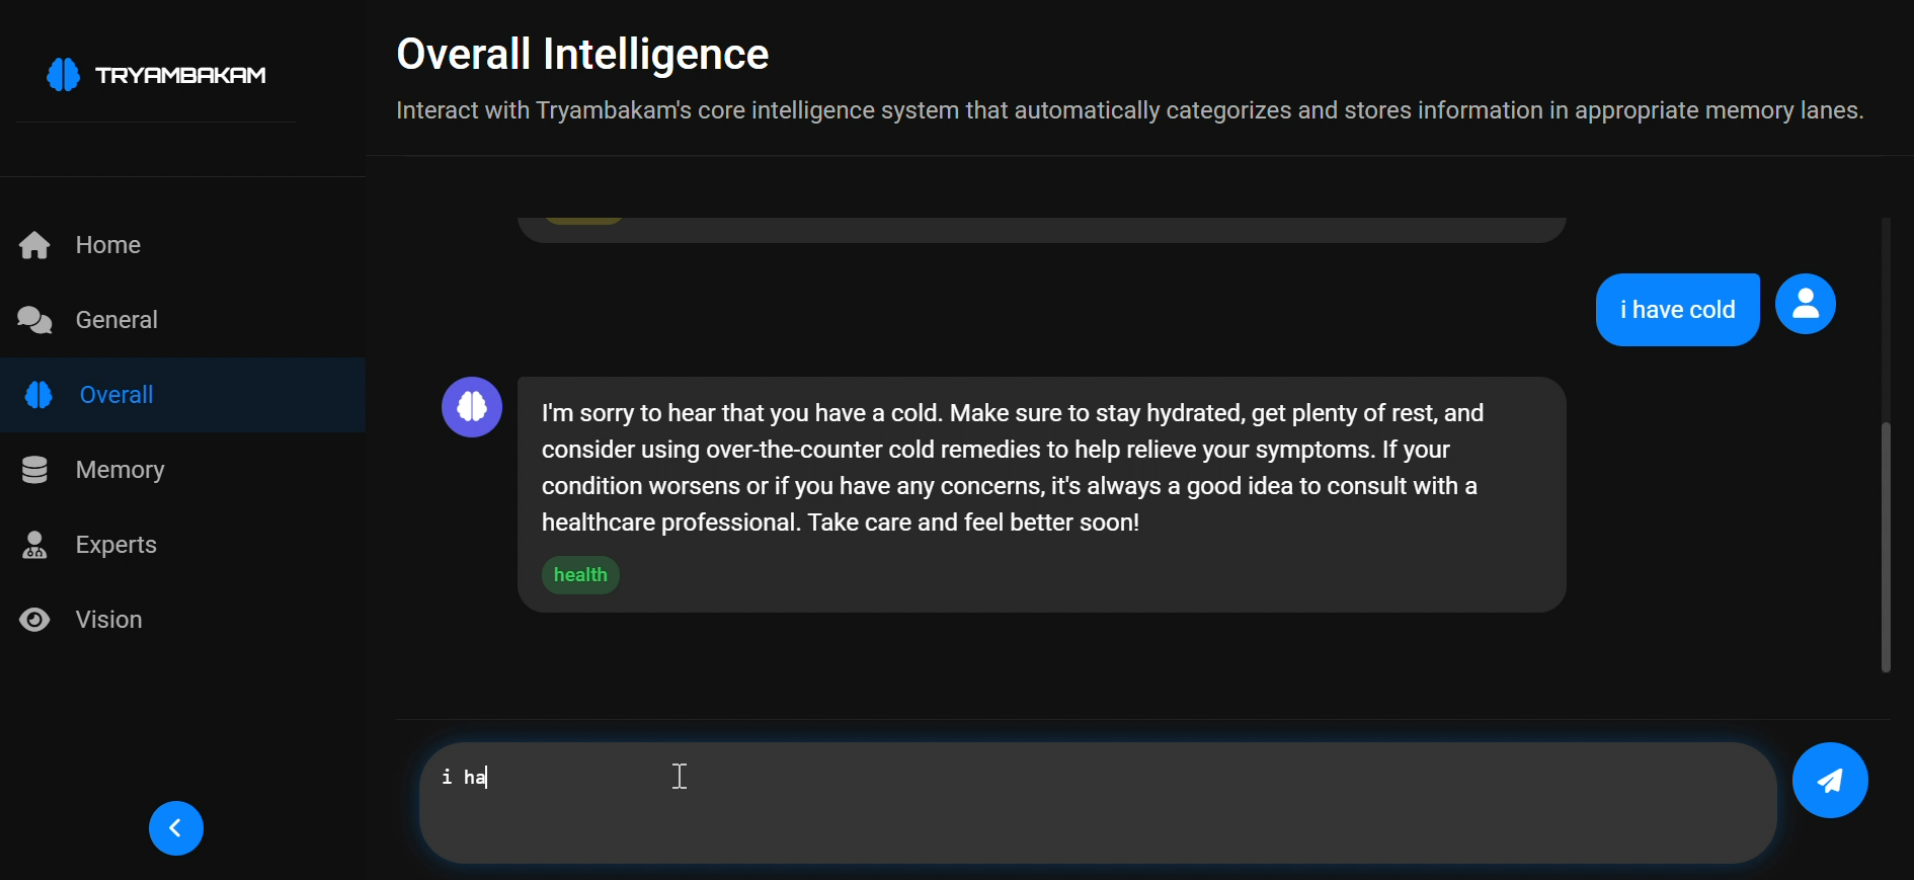 TRYAMBAKAM
Overall Intelligence
Interact with Tryambakam's core intelligence system that automatically categorizes and stores information in appropriate memory lanes.
Home
General
Overall
Memory
Experts
Vision
i have cold
I'm sorry to hear that you have a cold. Make sure to stay hydrated, get plenty of rest, and
consider using over-the-counter cold remedies to help relieve your symptoms. If your
condition worsens or if you have any concerns, it's always a good idea to consult with a
healthcare professional. Take care and feel better soon!
health
i ha